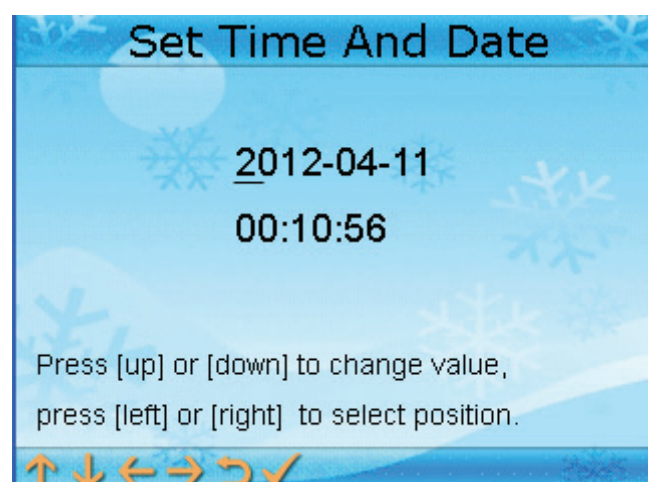 Set Time And Date
2012-04-11
00:10:56
Press [up] or [down] to change value,
press [left] or [right] to select position.